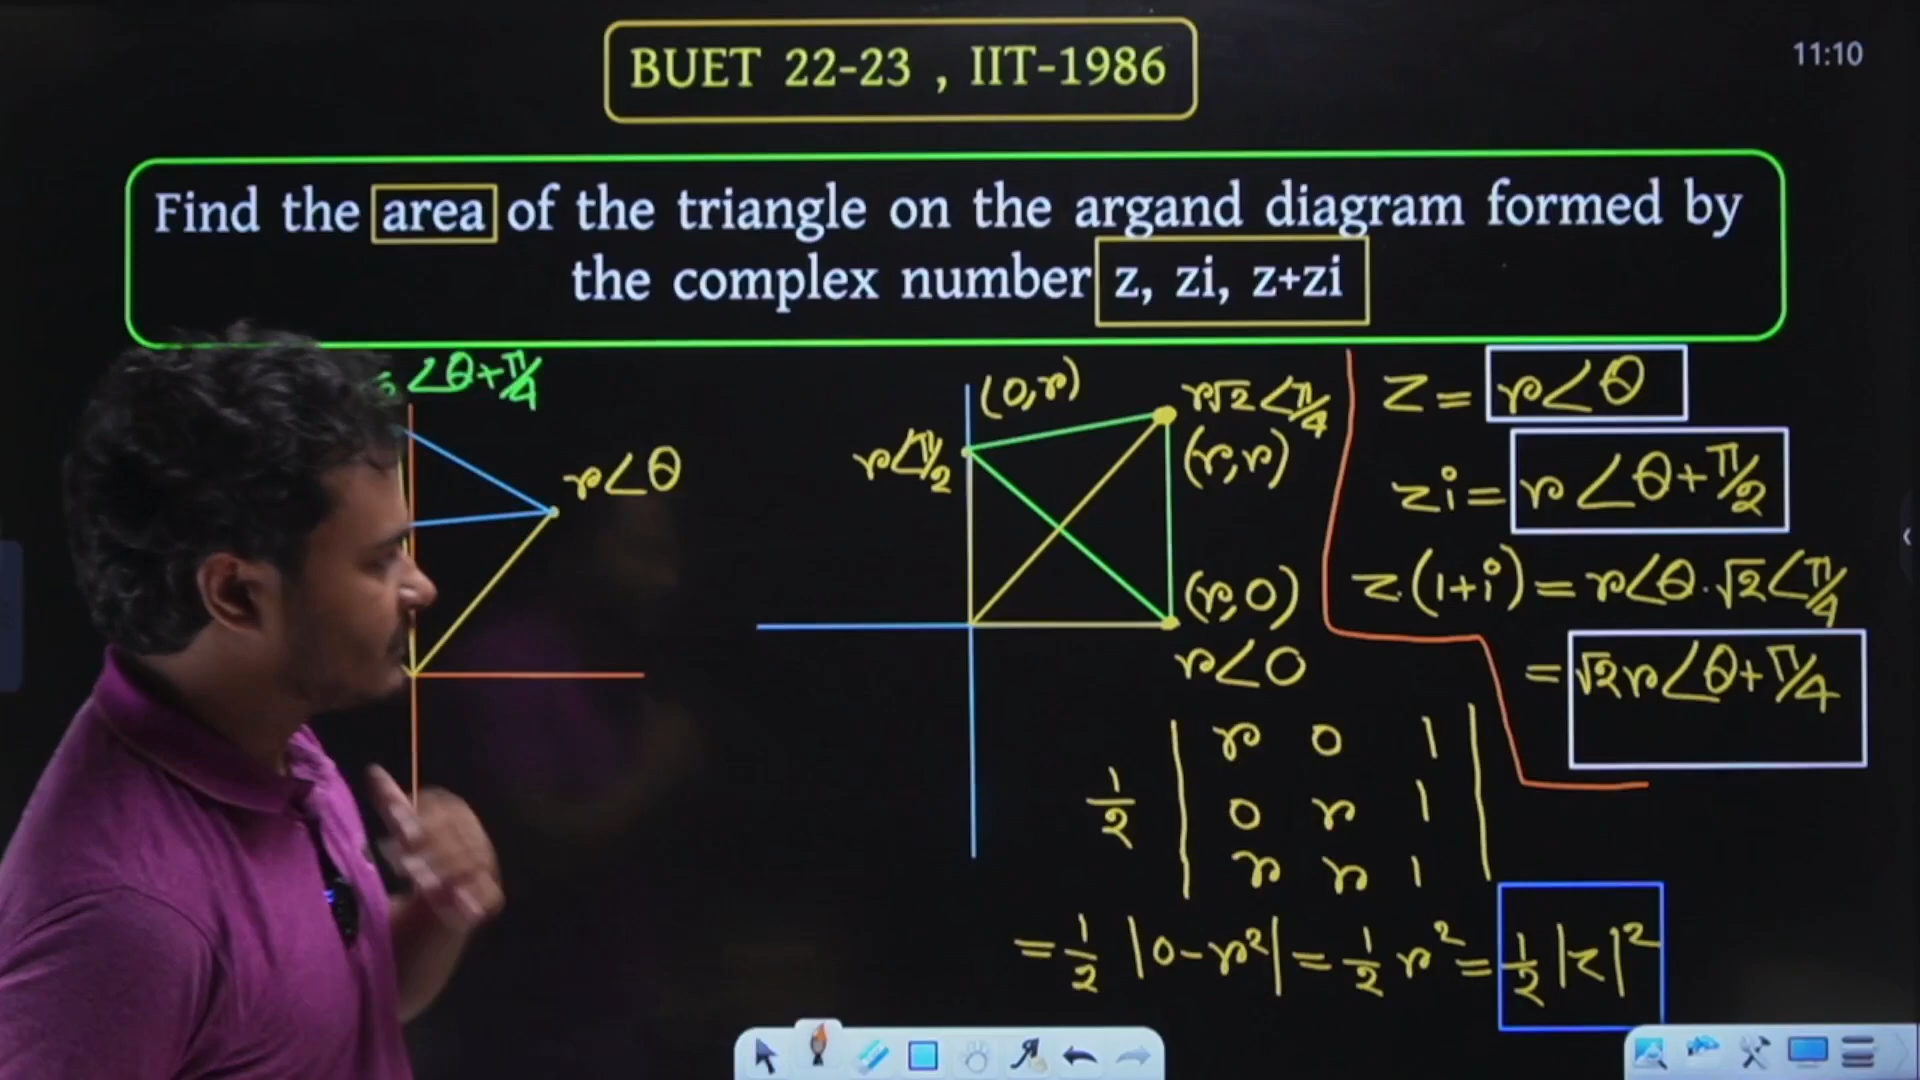 BUET 22-23 , IIT-1986
11:10
Find the area of the triangle on the argand diagram formed by
the complex number z, zi, z+zi
∠θ+π/4
r∠θ
(0,r)
r∠π/2
r√2∠π/4
(r,r)
(r,0)
r∠0
z = r∠θ
zi = r∠θ+π/2
z.(1+i) = r∠θ.√2∠π/4
= √2r∠θ+π/4
1/2 | r 0 1 |
| 0 r 1 |
| r r 1 |
= 1/2 |0-r²| = 1/2 r² = 1/2 |z|²